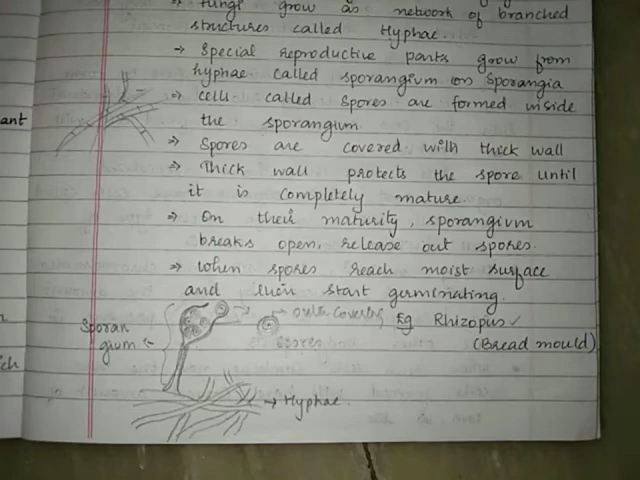 Fungi grow as network of branched
structures called Hyphae.
→ Special reproductive parts grow from
hyphae called sporangium or Sporangia
→ Cells called Spores are formed inside
the sporangium
→ Spores are covered with thick wall
→ Thick wall protects the spore until
it is completely mature.
→ On their maturity, sporangium
breaks open, release out spores.
→ When spores reach moist surface
and then start germinating.
outer covering Eg Rhizopus
(Bread mould)
Sporan
gium
→ Hyphae